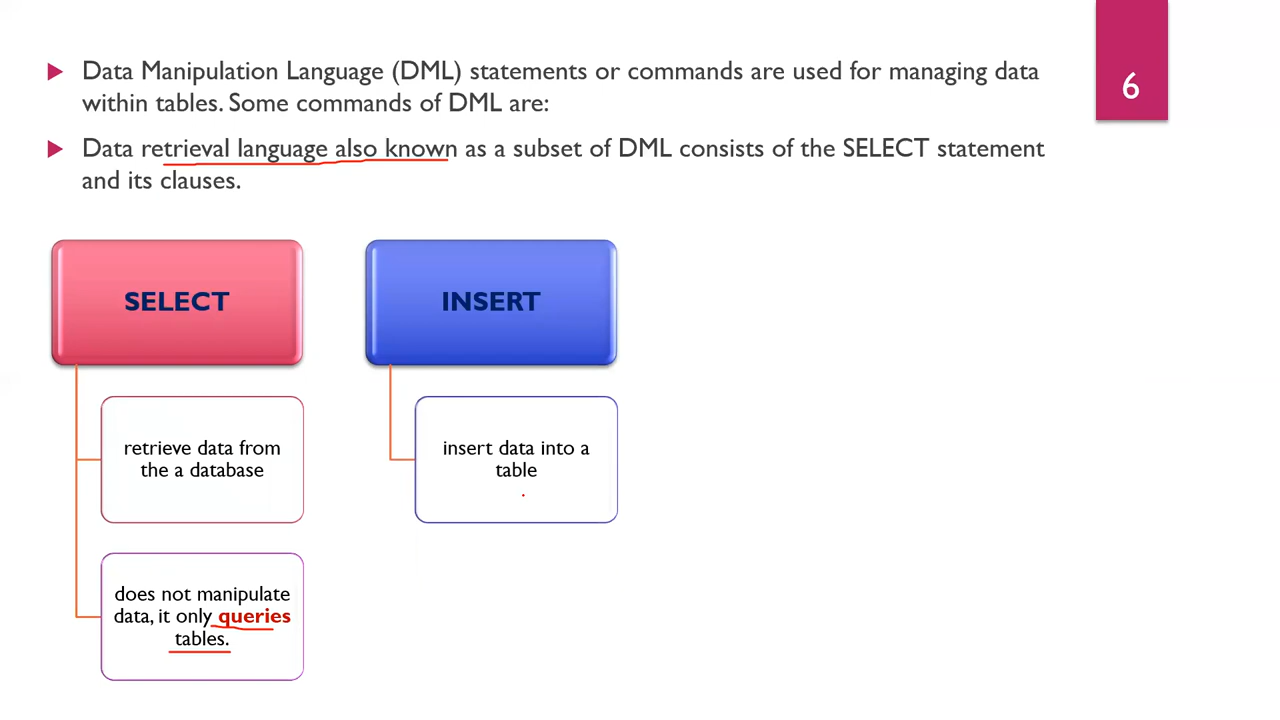 Data Manipulation Language (DML) statements or commands are used for managing data
within tables. Some commands of DML are:
6
Data retrieval language also known as a subset of DML consists of the SELECT statement
and its clauses.
SELECT
retrieve data from
the a database
does not manipulate
data, it only queries
tables.
INSERT
insert data into a
table